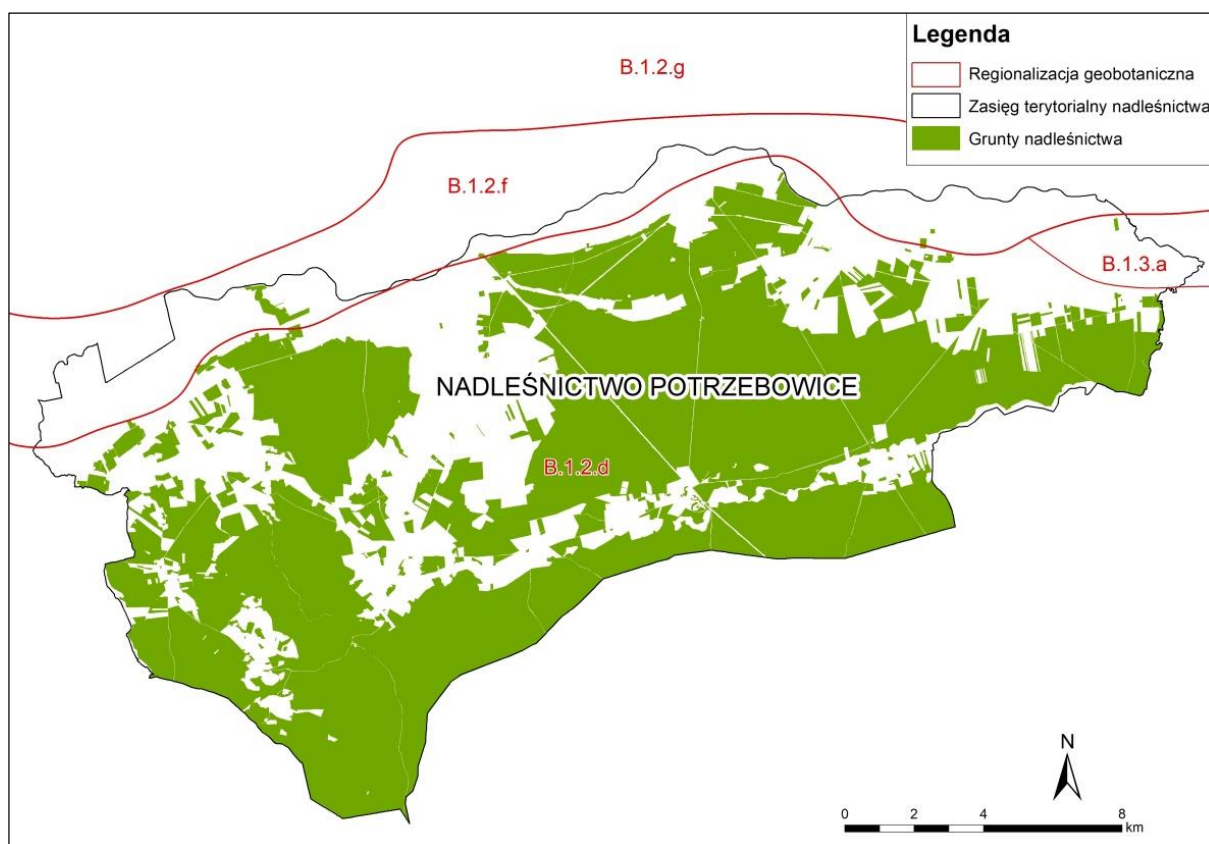 Legenda
Regionalizacja geobotaniczna
Zasięg terytorialny nadleśnictwa
Grunty nadleśnictwa
B.1.2.g
B.1.2.f
B.1.3.a
NADLEŚNICTWO POTRZEBOWICE
B.1.2.d
N
0 2 4 8
km